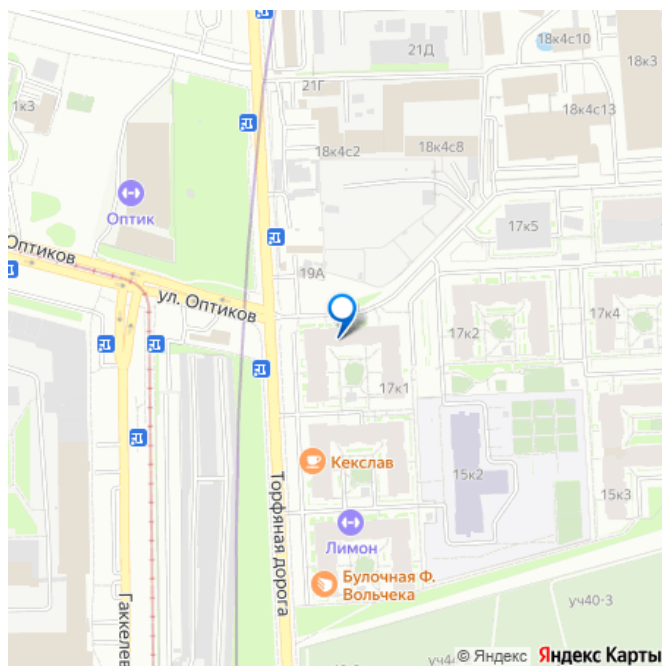 21Д
18к4с10
18к3
21Г
1к3
18к4с13
18к4с2
18к4с8
Оптик
17к5
Оптиков
19А
ул. Оптиков
17к2
17к4
17к1
Кекслав
15к2
15к3
Торфяная дорога
Лимон
Булочная Ф.
Вольчека
Гаккелев
уч40-3
уч4
© Яндекс Яндекс Карты